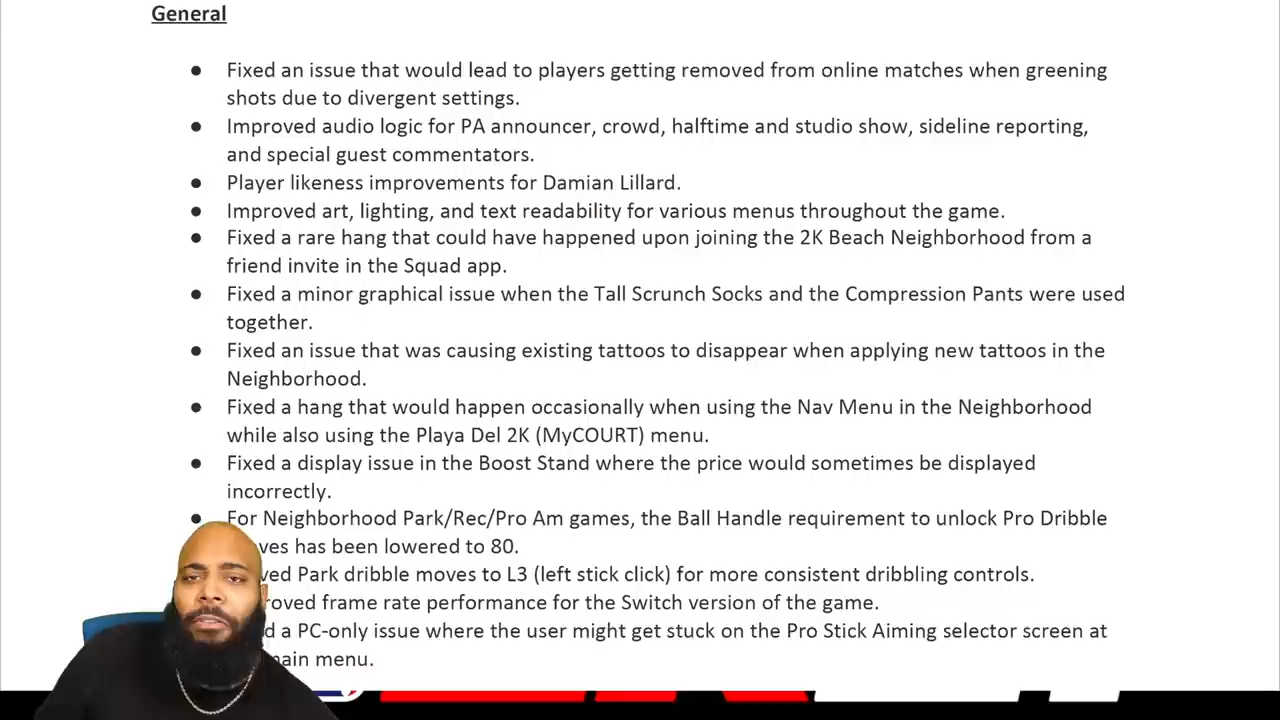 General
● Fixed an issue that would lead to players getting removed from online matches when greening
shots due to divergent settings.
● Improved audio logic for PA announcer, crowd, halftime and studio show, sideline reporting,
and special guest commentators.
● Player likeness improvements for Damian Lillard.
● Improved art, lighting, and text readability for various menus throughout the game.
● Fixed a rare hang that could have happened upon joining the 2K Beach Neighborhood from a
friend invite in the Squad app.
● Fixed a minor graphical issue when the Tall Scrunch Socks and the Compression Pants were used
together.
● Fixed an issue that was causing existing tattoos to disappear when applying new tattoos in the
Neighborhood.
● Fixed a hang that would happen occasionally when using the Nav Menu in the Neighborhood
while also using the Playa Del 2K (MyCOURT) menu.
● Fixed a display issue in the Boost Stand where the price would sometimes be displayed
incorrectly.
● For Neighborhood Park/Rec/Pro Am games, the Ball Handle requirement to unlock Pro Dribble
ves has been lowered to 80.
ved Park dribble moves to L3 (left stick click) for more consistent dribbling controls.
roved frame rate performance for the Switch version of the game.
d a PC-only issue where the user might get stuck on the Pro Stick Aiming selector screen at
ain menu.